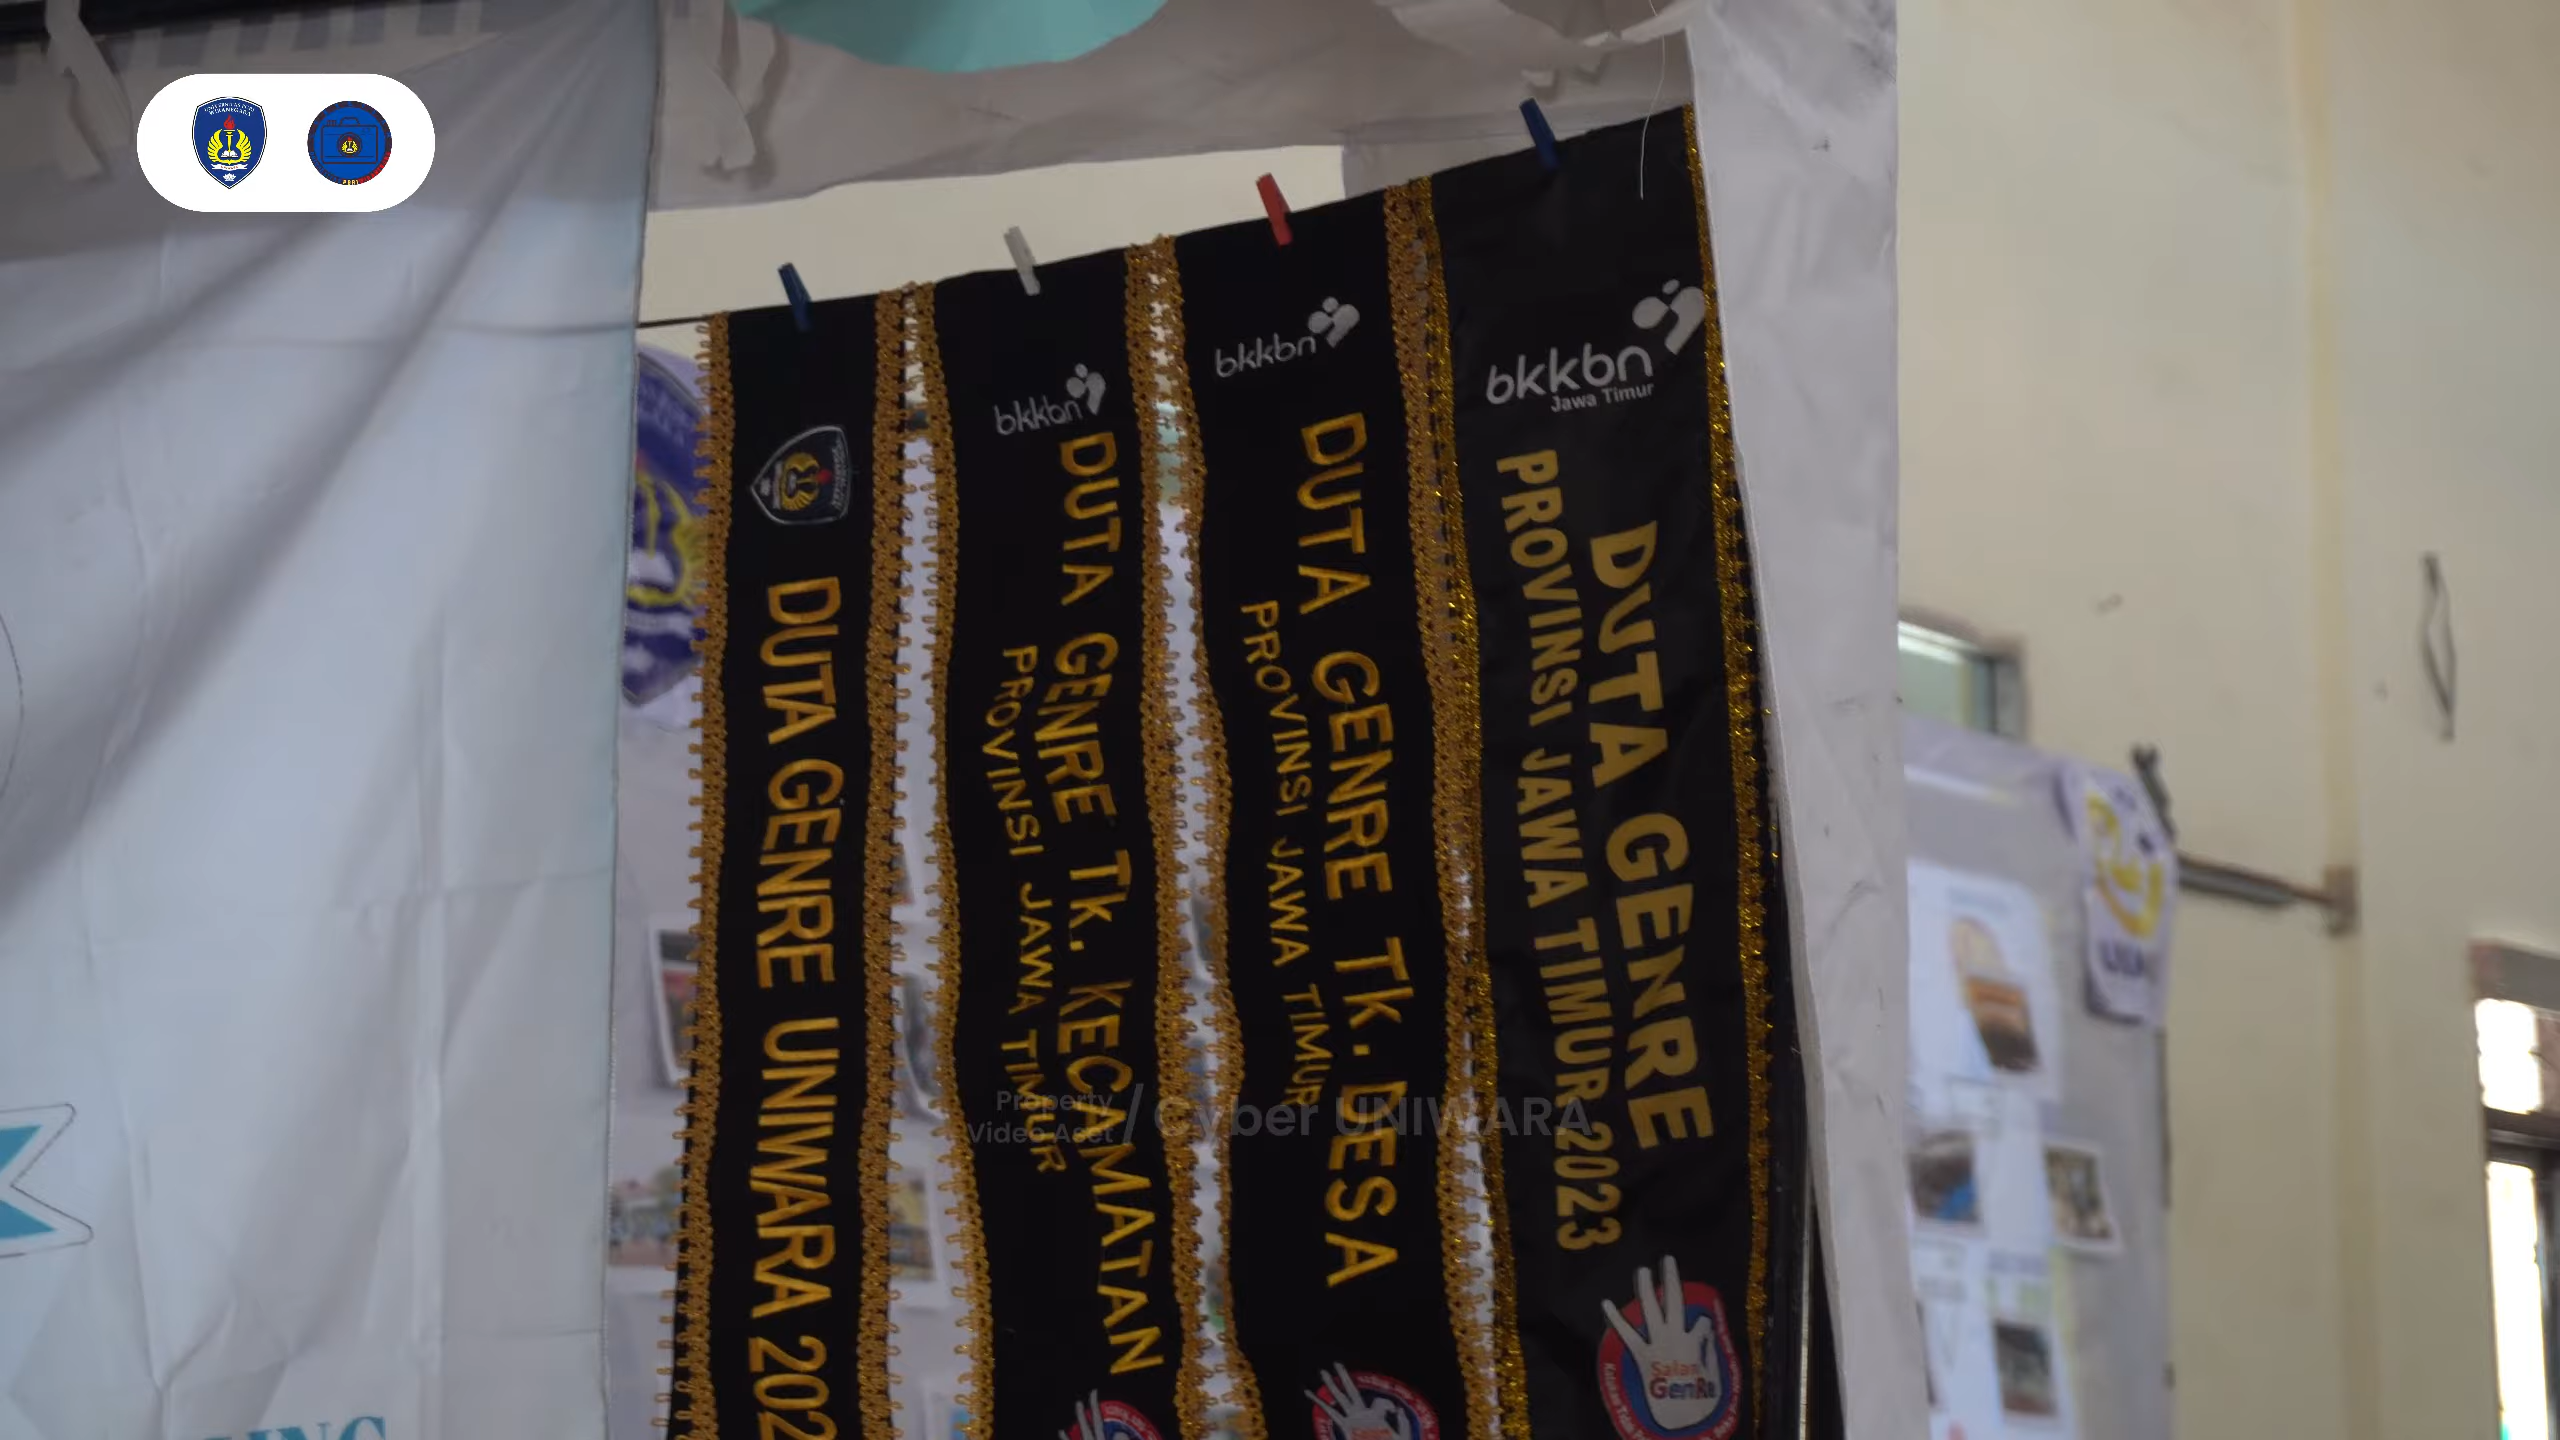 DUTA GENRE UNIWARA 202
bkkbn
DUTA GENRE TK. KECAMATAN
PROVINSI JAWA TIMUR
bkkbn
DUTA GENRE TK. DESA
PROVINSI JAWA TIMUR
bkkbn
Jawa Timur
DUTA GENRE
PROVINSI JAWA TIMUR 2023
Salam
GenRe
Property
Video Aset / Cyber UNIWARA